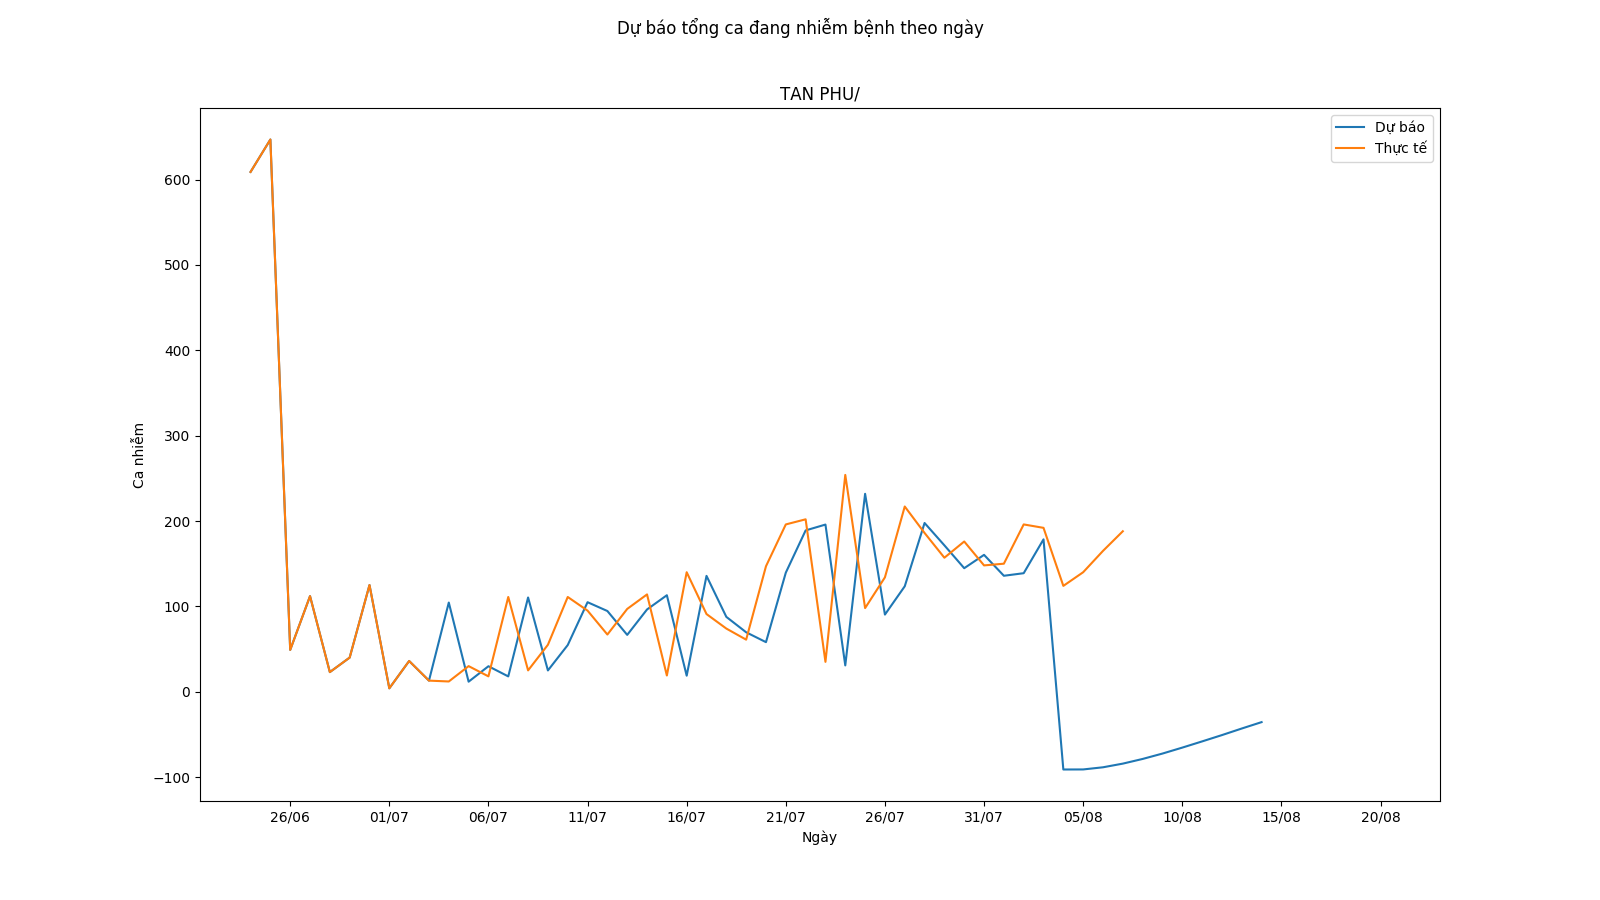 Dự báo tổng ca đang nhiễm bệnh theo ngày
TAN PHU/
Dự báo
Thực tế
600
500
400
300
200
100
0
−100
Ca nhiễm
26/06 01/07 06/07 11/07 16/07 21/07 26/07 31/07 05/08 10/08 15/08 20/08
Ngày